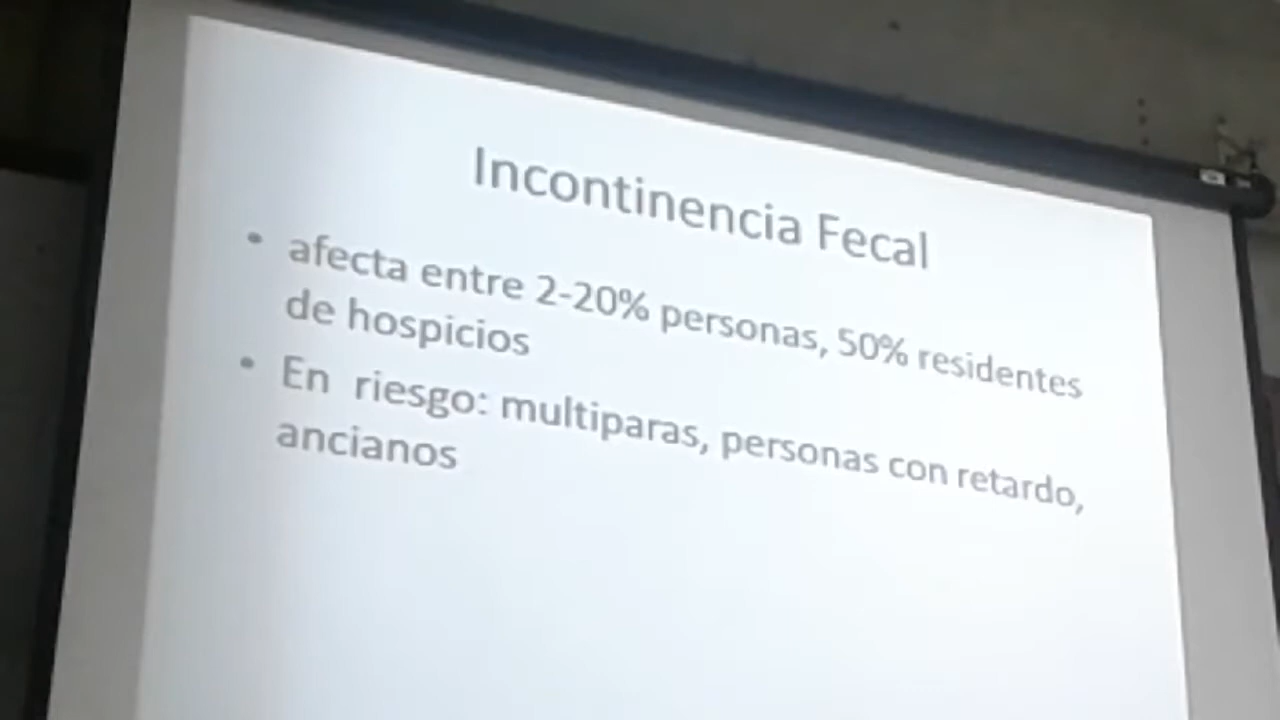 Incontinencia Fecal
• afecta entre 2-20% personas, 50% residentes
de hospicios
• En riesgo: multiparas, personas con retardo,
ancianos